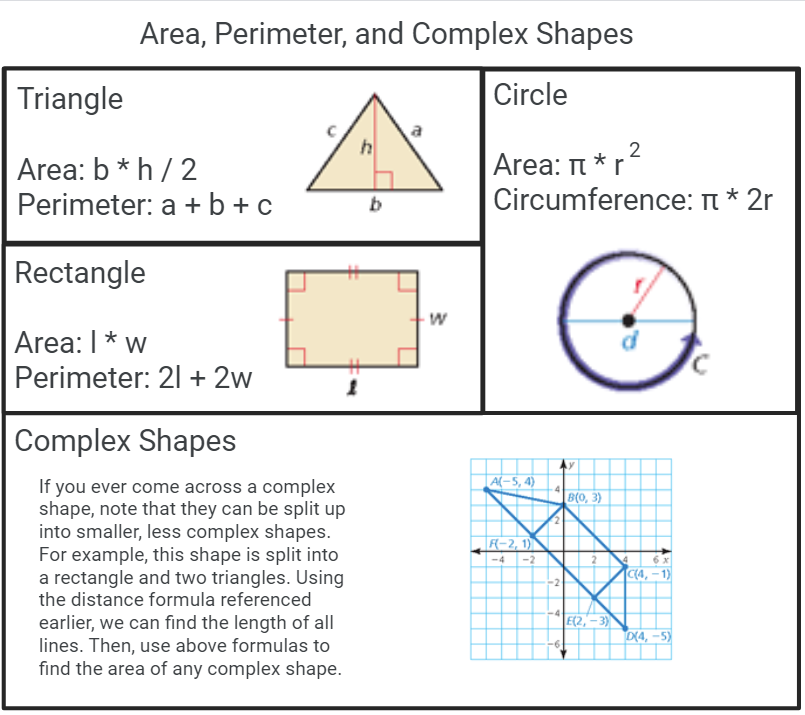 Area, Perimeter, and Complex Shapes
Triangle
Area: b * h / 2
Perimeter: a + b + c
c
a
h
b
Circle
Area: π * r²
Circumference: π * 2r
r
d
C
Rectangle
Area: l * w
Perimeter: 2l + 2w
w
ℓ
Complex Shapes
If you ever come across a complex
shape, note that they can be split up
into smaller, less complex shapes.
For example, this shape is split into
a rectangle and two triangles. Using
the distance formula referenced
earlier, we can find the length of all
lines. Then, use above formulas to
find the area of any complex shape.
y
A(−5, 4)
4
B(0, 3)
2
F(−2, 1)
−4 −2 2 4 6 x
C(4, −1)
−2
−4
E(2, −3)
D(4, −5)
−6